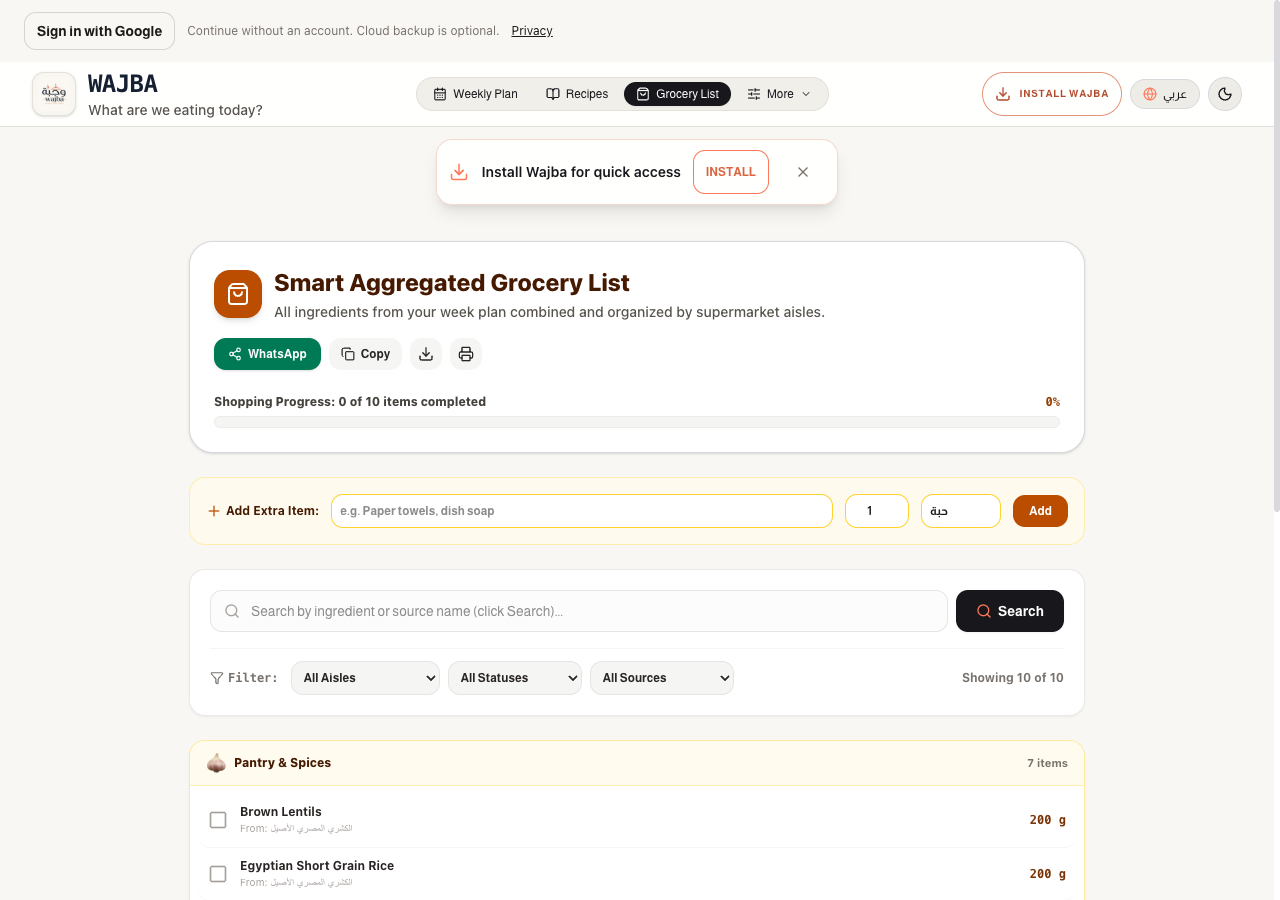 Sign in with Google
Continue without an account. Cloud backup is optional. Privacy
وجبة
wajba
WAJBA
What are we eating today?
Weekly Plan
Recipes
Grocery List
More
INSTALL WAJBA
عربي
Install Wajba for quick access
INSTALL
Smart Aggregated Grocery List
All ingredients from your week plan combined and organized by supermarket aisles.
WhatsApp
Copy
Shopping Progress: 0 of 10 items completed
0%
Add Extra Item:
e.g. Paper towels, dish soap
1
حبة
Add
Search by ingredient or source name (click Search)...
Search
Filter:
All Aisles
All Statuses
All Sources
Showing 10 of 10
Pantry & Spices
7 items
Brown Lentils
From: الكشري المصري الأصيل
200 g
Egyptian Short Grain Rice
From: الكشري المصري الأصيل
200 g